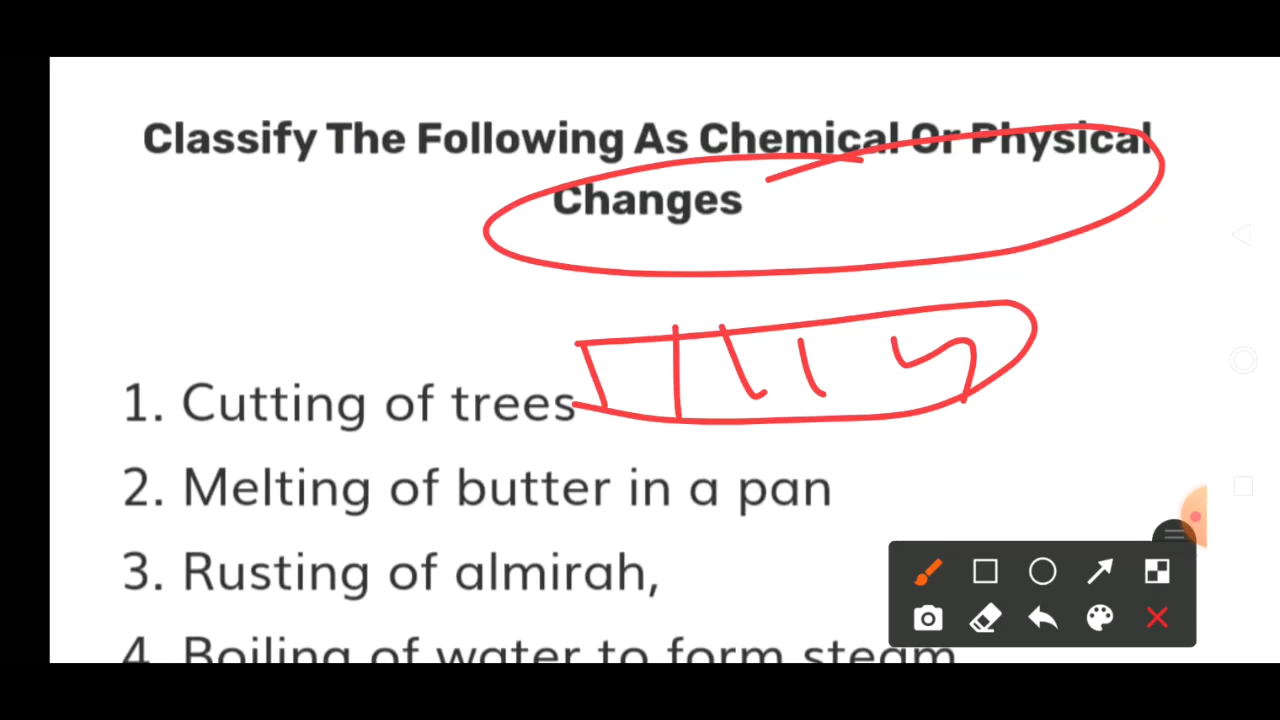 Classify The Following As Chemical Or Physical
Changes
1. Cutting of trees
2. Melting of butter in a pan
3. Rusting of almirah,
4. Boiling of water to form steam